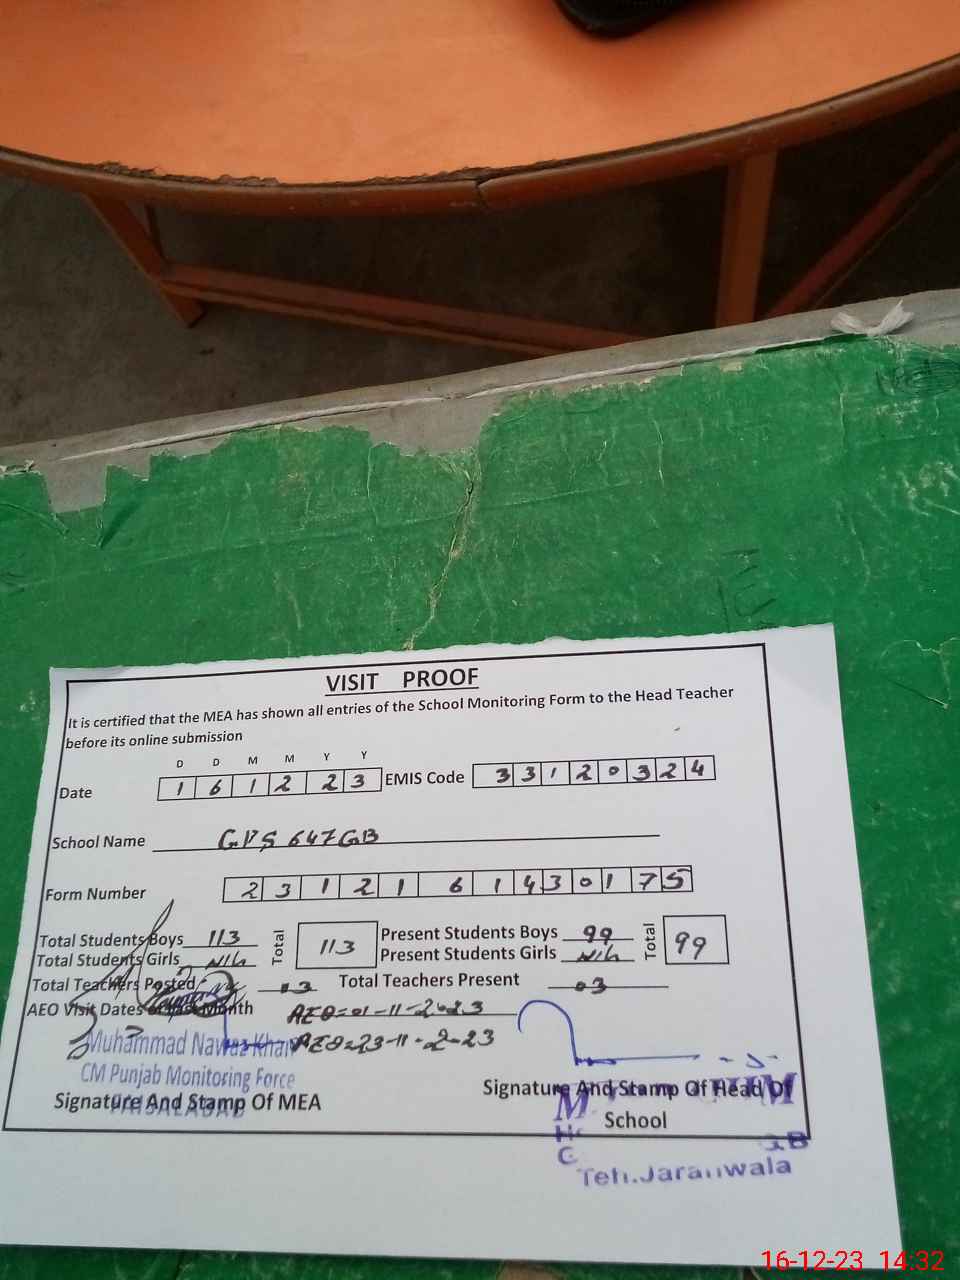 VISIT PROOF
It is certified that the MEA has shown all entries of the School Monitoring Form to the Head Teacher
before its online submission
D D M M Y Y
Date 1 6 1 2 2 3 EMIS Code 3 3 1 2 0 3 2 4
School Name GPS 647GB
Form Number 2 3 1 2 1 6 1 4 3 0 1 7 5
Total Students Boys 113 Total 113 Present Students Boys 99 Total 99
Total Students Girls Nil Present Students Girls Nil
Total Teachers Posted 03 Total Teachers Present 03
AEO Visit Dates of Last Month AEO=01-11-2023
AEO=23-11-2-23
Muhammad Nawaz Khan
CM Punjab Monitoring Force
FAISALABAD
Signature And Stamp Of MEA
Signature And Stamp Of Head Of
School
GB
Teh.Jaranwala
16-12-23 14:32